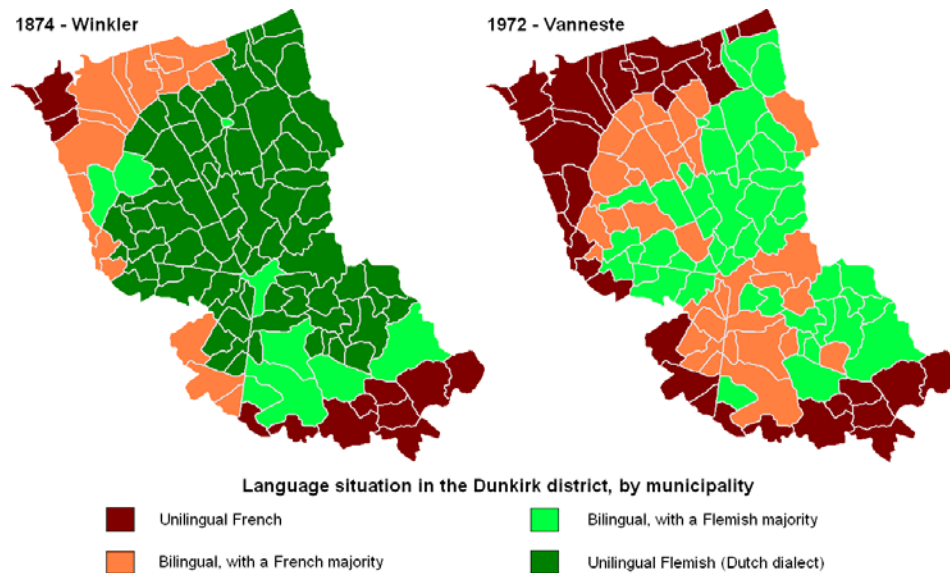 1874 - Winkler
1972 - Vanneste
Language situation in the Dunkirk district, by municipality
Unilingual French
Bilingual, with a Flemish majority
Bilingual, with a French majority
Unilingual Flemish (Dutch dialect)